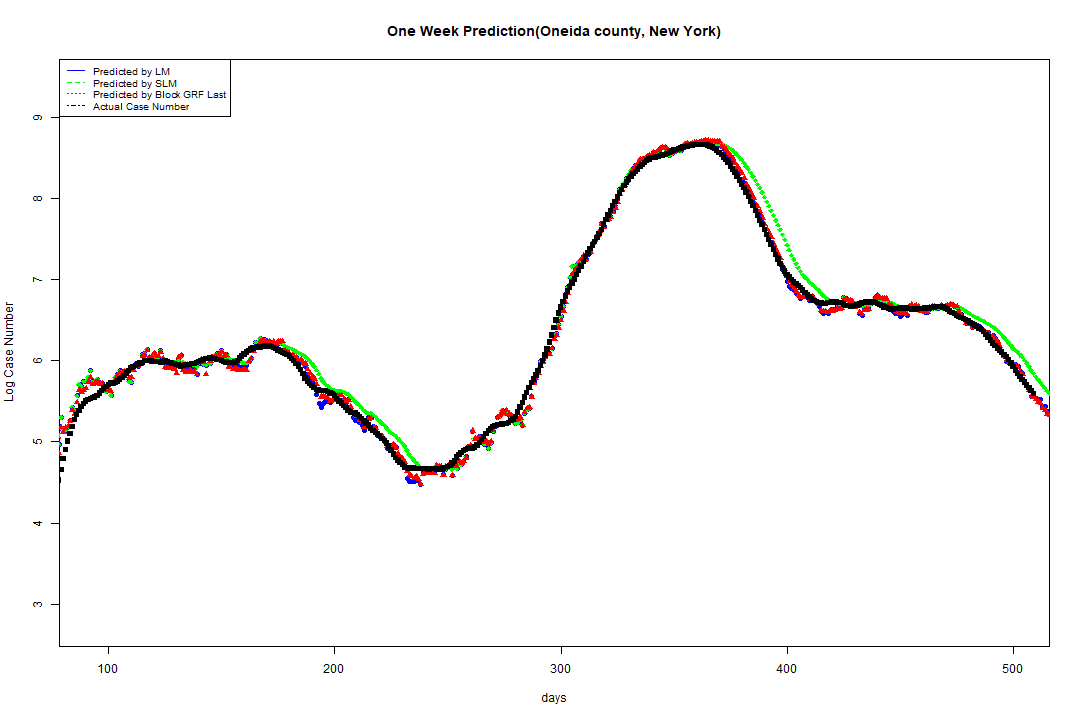 One Week Prediction(Oneida county, New York)
Predicted by LM
Predicted by SLM
Predicted by Block GRF Last
Actual Case Number
Log Case Number
9
8
7
6
5
4
3
100 200 300 400 500
days